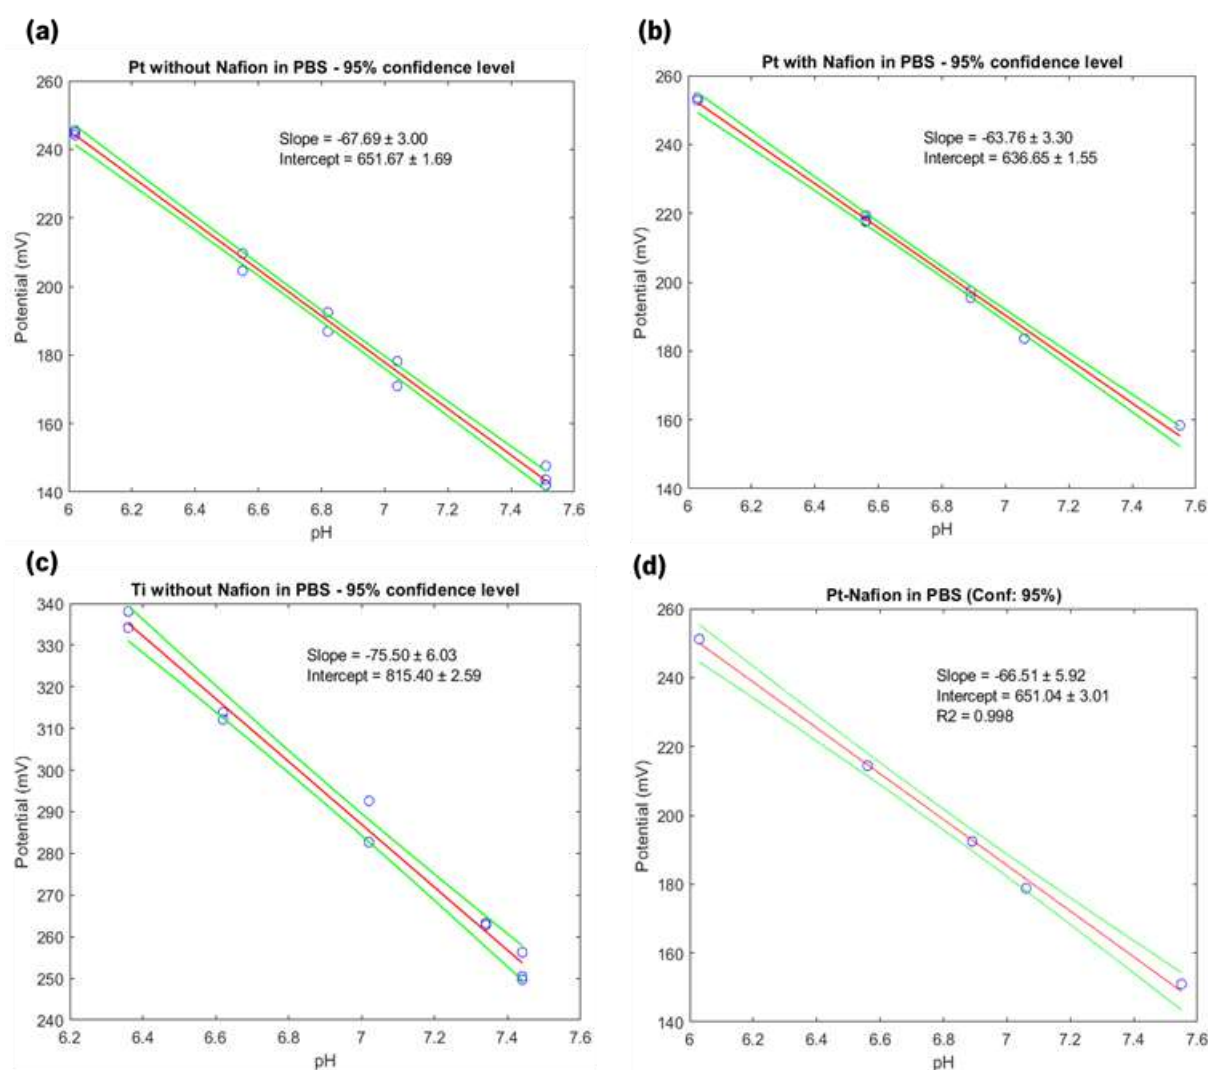 (a)
Pt without Nafion in PBS - 95% confidence level
260
240
220
200
180
160
140
Slope = -67.69 ± 3.00
Intercept = 651.67 ± 1.69
Potential (mV)
6 6.2 6.4 6.6 6.8 7 7.2 7.4 7.6
pH
(b)
Pt with Nafion in PBS - 95% confidence level
260
240
220
200
180
160
140
Slope = -63.76 ± 3.30
Intercept = 636.65 ± 1.55
Potential (mV)
6 6.2 6.4 6.6 6.8 7 7.2 7.4 7.6
pH
(c)
Ti without Nafion in PBS - 95% confidence level
340
330
320
310
300
290
280
270
260
250
240
Slope = -75.50 ± 6.03
Intercept = 815.40 ± 2.59
Potential (mV)
6.2 6.4 6.6 6.8 7 7.2 7.4 7.6
pH
(d)
Pt-Nafion in PBS (Conf: 95%)
260
240
220
200
180
160
140
Slope = -66.51 ± 5.92
Intercept = 651.04 ± 3.01
R2 = 0.998
Potential (mV)
6 6.2 6.4 6.6 6.8 7 7.2 7.4 7.6
pH